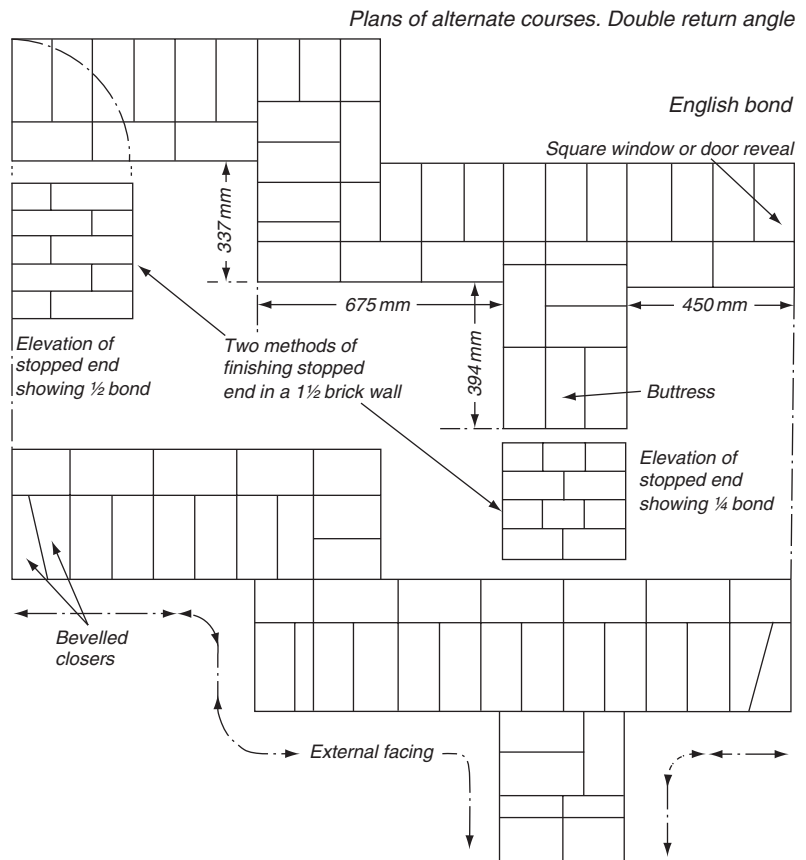 Plans of alternate courses. Double return angle
English bond
Square window or door reveal
337 mm
675 mm
394 mm
450 mm
Elevation of
stopped end
showing ½ bond
Two methods of
finishing stopped
end in a 1½ brick wall
Buttress
Elevation of
stopped end
showing ¼ bond
Bevelled
closers
External facing